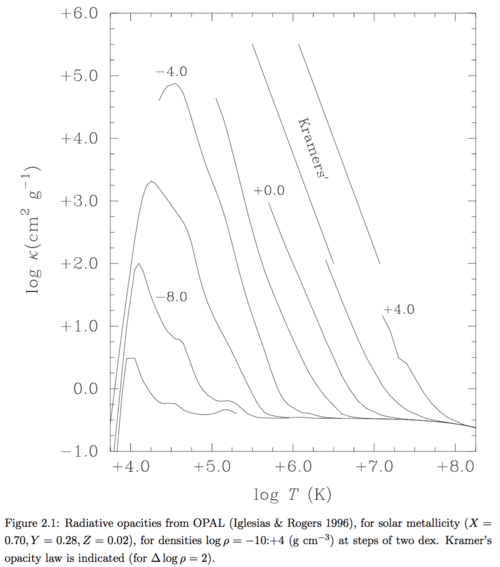 +6.0
+5.0
+4.0
+3.0
+2.0
+1.0
0.0
−1.0
log κ(cm² g⁻¹)
−4.0
Kramers'
+0.0
−8.0
+4.0
+4.0 +5.0 +6.0 +7.0 +8.0
log T (K)
Figure 2.1: Radiative opacities from OPAL (Iglesias & Rogers 1996), for solar metallicity (X =
0.70, Y = 0.28, Z = 0.02), for densities log ρ = −10:+4 (g cm⁻³) at steps of two dex. Kramer's
opacity law is indicated (for Δ log ρ = 2).